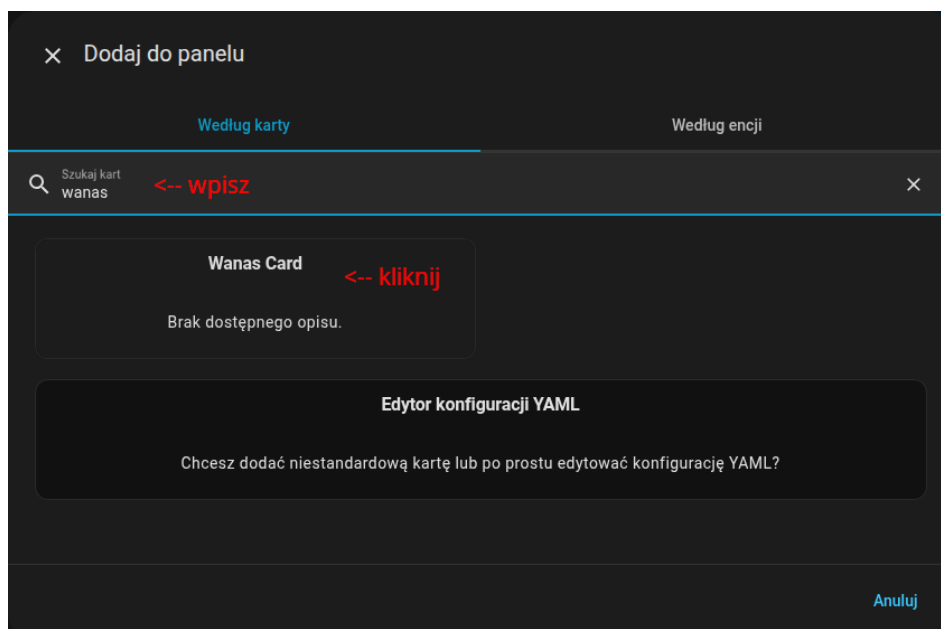 Dodaj do panelu
Według karty
Według encji
Szukaj kart
wanas <-- wpisz
Wanas Card
<-- kliknij
Brak dostępnego opisu.
Edytor konfiguracji YAML
Chcesz dodać niestandardową kartę lub po prostu edytować konfigurację YAML?
Anuluj